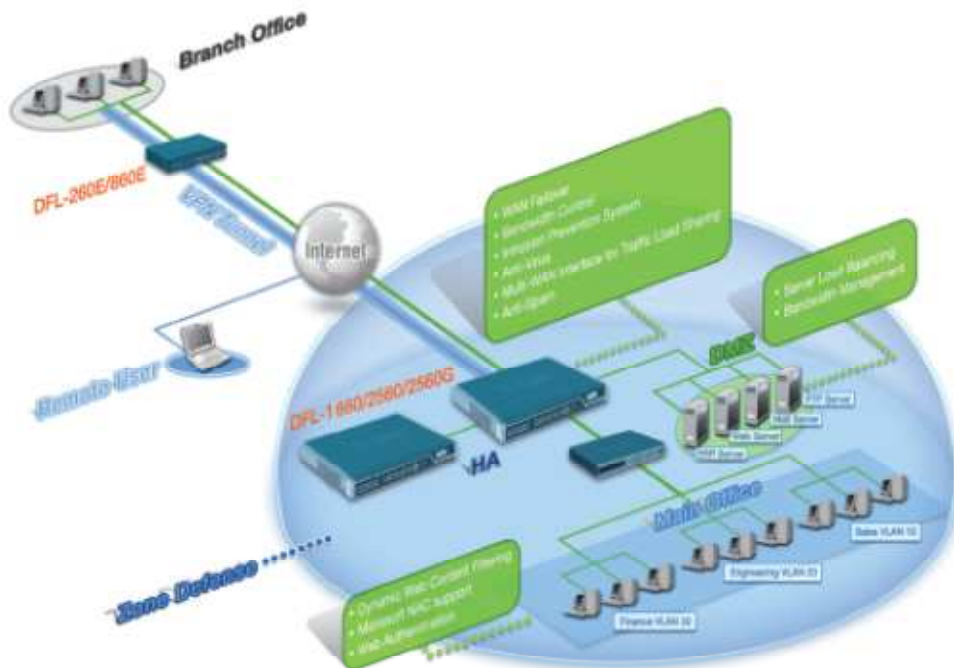 Branch Office
DFL-260E/860E
VPN Tunnel
Internet
Remote User
• WAN Failover
• Bandwidth Control
• Intrusion Prevention System
• Anti-Virus
• Multi-WAN Interface for Traffic Load Sharing
• Anti-Spam
• Server Load Balancing
• Bandwidth Management
DMZ
FTP Server
Mail Server
Web Server
DFL-1660/2560/2560G
HA
Main Office
Sales VLAN 10
Engineering VLAN 20
Finance VLAN 30
Zone Defense
• Dynamic Web Content Filtering
• Microsoft NAC support
• Web Authentication